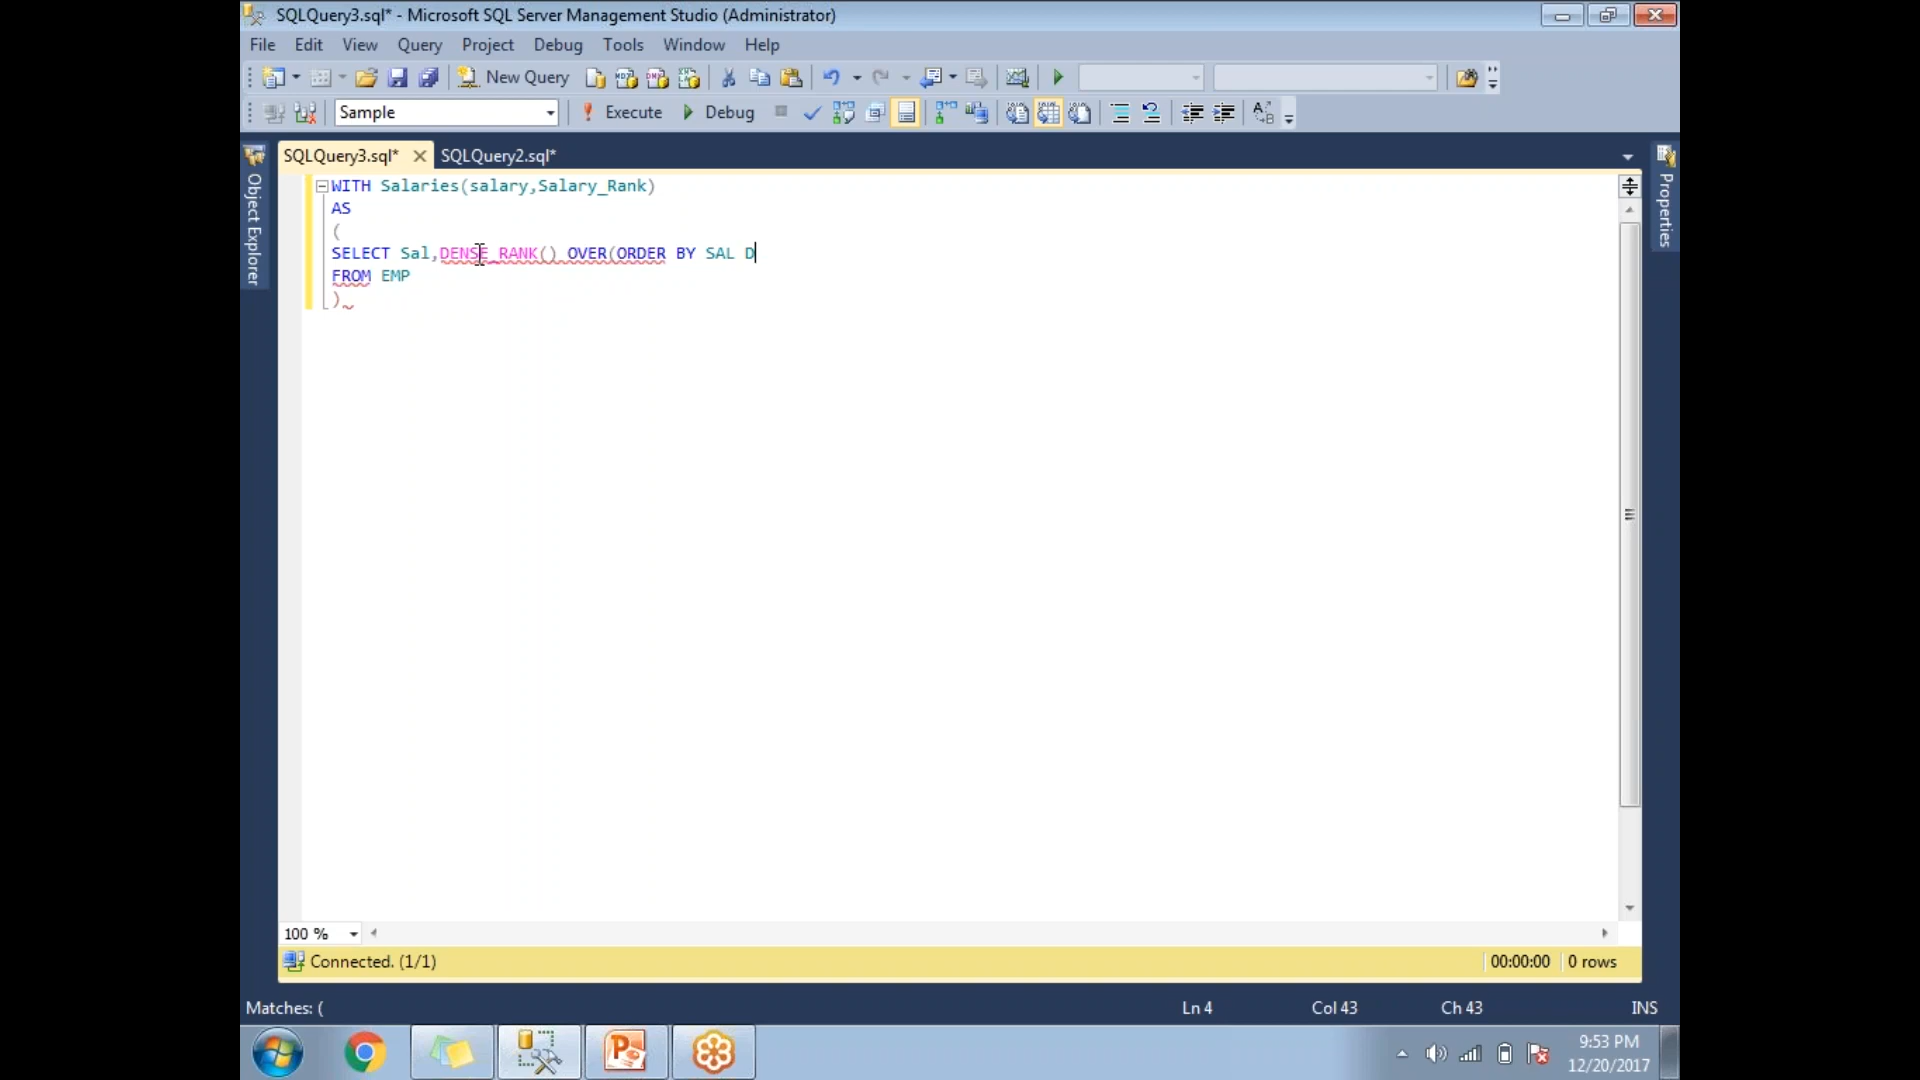 SQLQuery3.sql* - Microsoft SQL Server Management Studio (Administrator)
File Edit View Query Project Debug Tools Window Help
New Query
Sample Execute Debug
SQLQuery3.sql* SQLQuery2.sql*
Object Explorer
Properties
WITH Salaries(salary,Salary_Rank)
AS
(
SELECT Sal,DENSE_RANK() OVER(ORDER BY SAL D
FROM EMP
)
100 %
Connected. (1/1) 00:00:00 0 rows
Matches: ( Ln 4 Col 43 Ch 43 INS
9:53 PM
12/20/2017